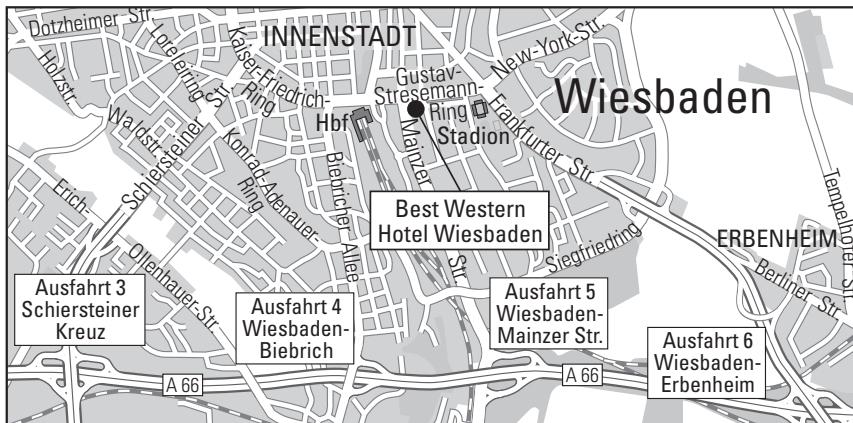 Dotzheimer Str.
Holzstr.
Loreleiring
Kaiser-Friedrich-
Ring
INNENSTADT
Gustav-
Stresemann-
Ring
New-York-Str.
Wiesbaden
Waldstr.
Schiersteiner Str.
Hbf
Mainzer
Str.
Stadion
Frankfurter Str.
Konrad-Adenauer-
Ring
Biebricher Allee
Erich-
Ollenhauer-Str.
Best Western
Hotel Wiesbaden
Siegfriedring
ERBENHEIM
Tempelhofer Str.
Berliner Str.
Ausfahrt 3
Schiersteiner
Kreuz
Ausfahrt 4
Wiesbaden-
Biebrich
Ausfahrt 5
Wiesbaden-
Mainzer Str.
Ausfahrt 6
Wiesbaden-
Erbenheim
A 66
A 66